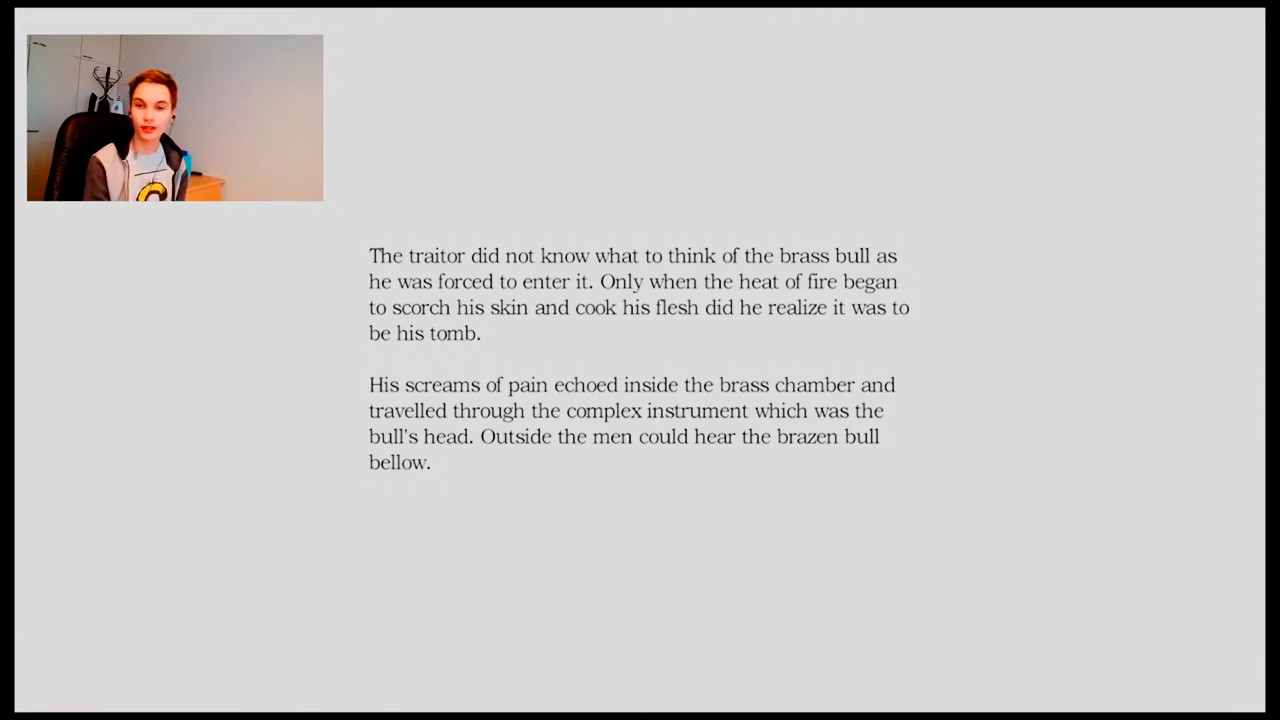 The traitor did not know what to think of the brass bull as
he was forced to enter it. Only when the heat of fire began
to scorch his skin and cook his flesh did he realize it was to
be his tomb.
His screams of pain echoed inside the brass chamber and
travelled through the complex instrument which was the
bull's head. Outside the men could hear the brazen bull
bellow.